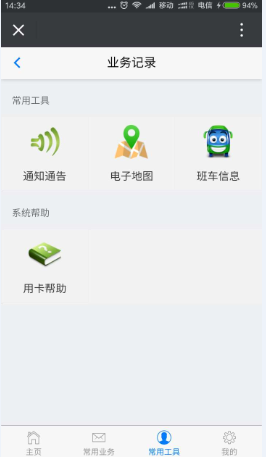 14:34 ... 移动 电信 94%
业务记录
常用工具
通知通告 电子地图 班车信息
系统帮助
用卡帮助
主页 常用业务 常用工具 我的